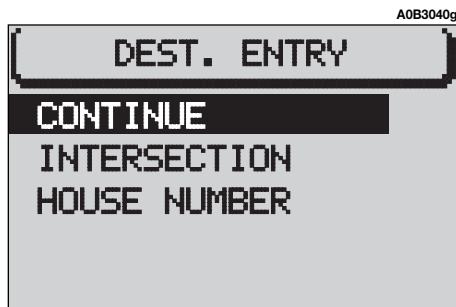 A0B3040g
DEST. ENTRY
CONTINUE
INTERSECTION
HOUSE NUMBER